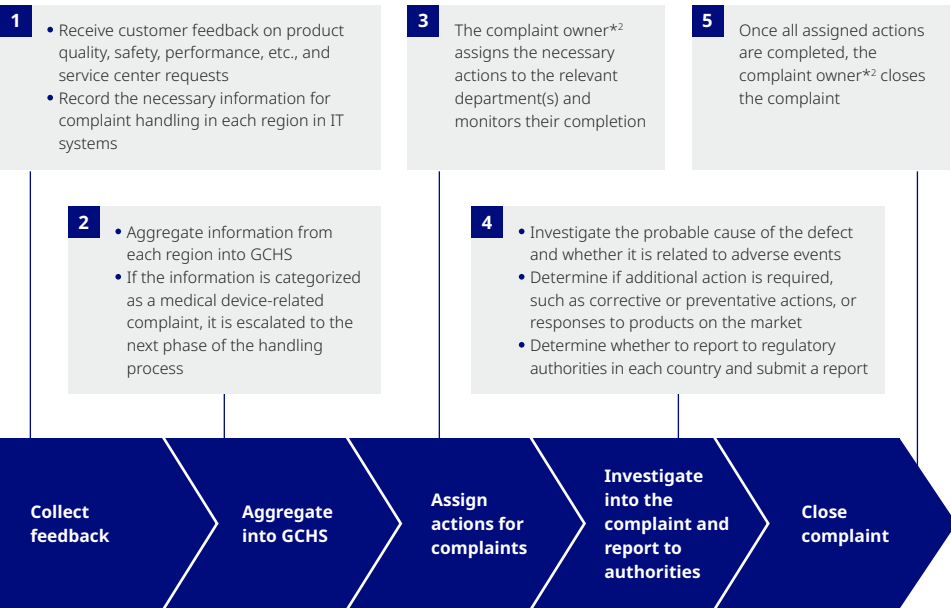 1
• Receive customer feedback on product
quality, safety, performance, etc., and
service center requests
• Record the necessary information for
complaint handling in each region in IT
systems
2
• Aggregate information from
each region into GCHS
• If the information is categorized
as a medical device-related
complaint, it is escalated to the
next phase of the handling
process
3
The complaint owner*2
assigns the necessary
actions to the relevant
department(s) and
monitors their completion
4
• Investigate the probable cause of the defect
and whether it is related to adverse events
• Determine if additional action is required,
such as corrective or preventative actions, or
responses to products on the market
• Determine whether to report to regulatory
authorities in each country and submit a report
5
Once all assigned actions
are completed, the
complaint owner*2 closes
the complaint
Collect
feedback
Aggregate
into GCHS
Assign
actions for
complaints
Investigate
into the
complaint and
report to
authorities
Close
complaint